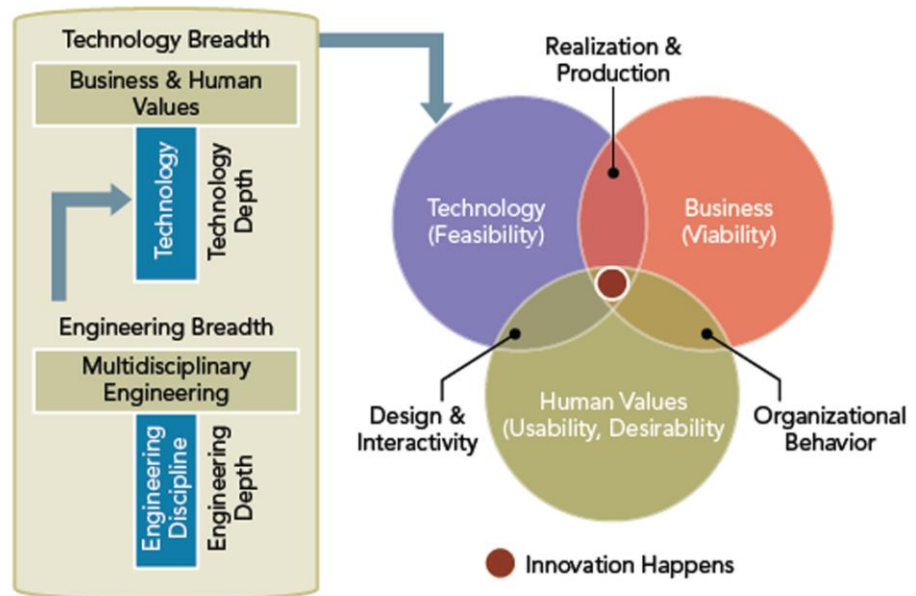 Technology Breadth
Business & Human
Values
Technology
Technology
Depth
Engineering Breadth
Multidisciplinary
Engineering
Engineering
Discipline
Engineering
Depth
Realization &
Production
Technology
(Feasibility)
Business
(Viability)
Design &
Interactivity
Human Values
(Usability, Desirability
Organizational
Behavior
Innovation Happens